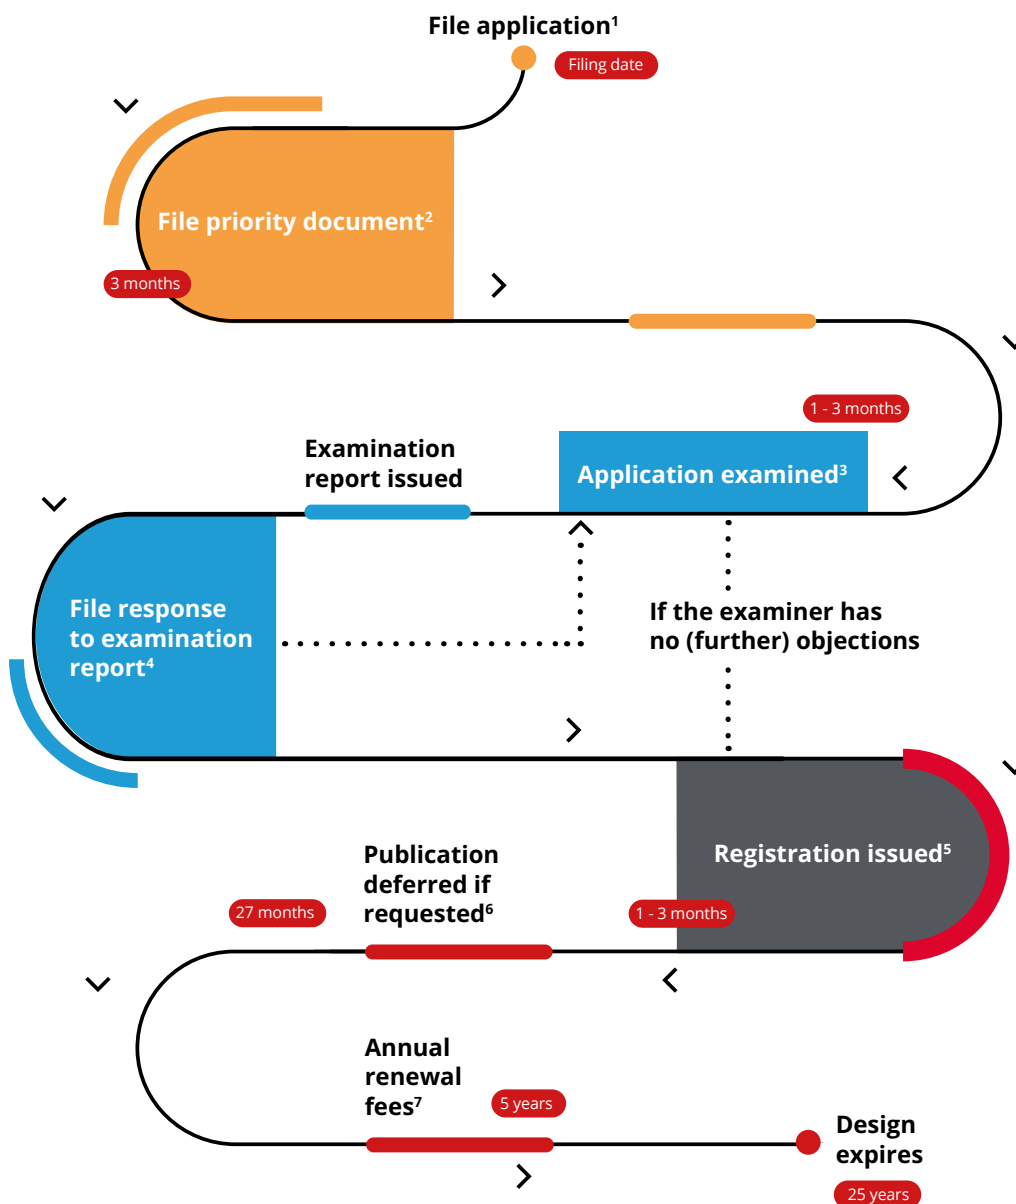 File application¹
Filing date
File priority document²
3 months
1 - 3 months
Examination
report issued
Application examined³
File response
to examination
report⁴
If the examiner has
no (further) objections
Registration issued⁵
Publication
deferred if
requested⁶
27 months
1 - 3 months
Annual
renewal
fees⁷
5 years
Design
expires
25 years